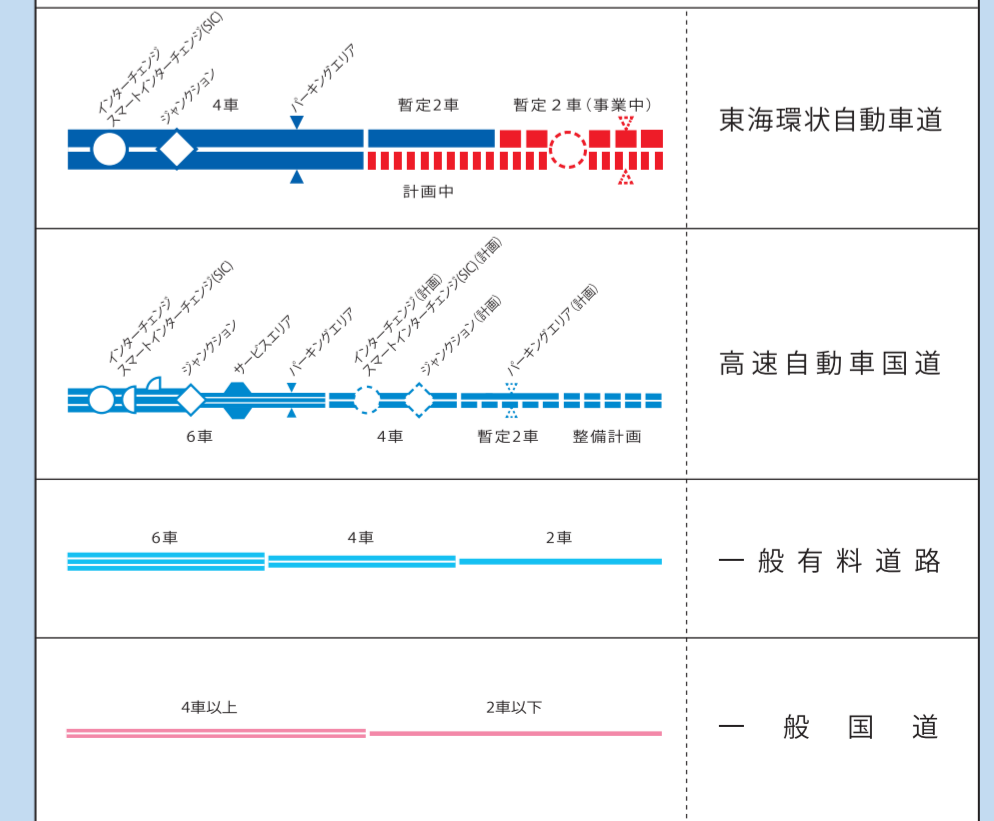 インターチェンジ
スマートインターチェンジ(SIC)
ジャンクション
4車
パーキングエリア
暫定2車
暫定2車(事業中)
計画中
東海環状自動車道
インターチェンジ
スマートインターチェンジ(SIC)
ジャンクション
サービスエリア
パーキングエリア
インターチェンジ(計画)
スマートインターチェンジ(SIC)(計画)
ジャンクション(計画)
パーキングエリア(計画)
6車
4車
暫定2車
整備計画
高速自動車国道
6車
4車
2車
一般有料道路
4車以上
2車以下
一般国道